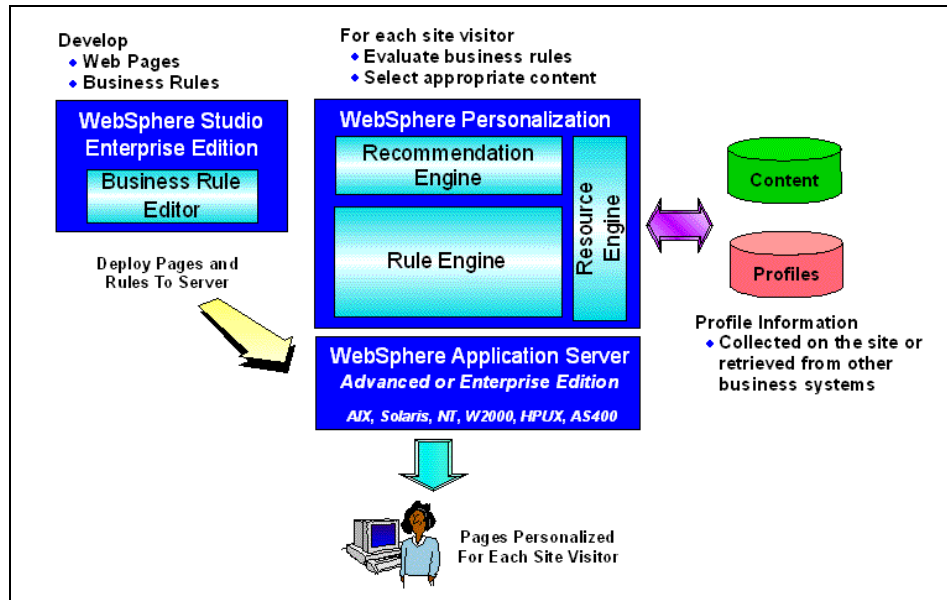 Develop
Web Pages
Business Rules
WebSphere Studio
Enterprise Edition
Business Rule
Editor
Deploy Pages and
Rules To Server
For each site visitor
Evaluate business rules
Select appropriate content
WebSphere Personalization
Recommendation
Engine
Rule Engine
Resource
Engine
Content
Profiles
Profile Information
Collected on the site or
retrieved from other
business systems
WebSphere Application Server
Advanced or Enterprise Edition
AIX, Solaris, NT, W2000, HPUX, AS400
Pages Personalized
For Each Site Visitor